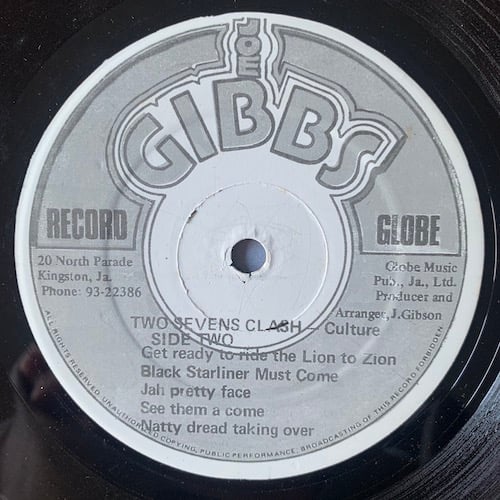 JOE
GIBBS
RECORD
GLOBE
20 North Parade
Kingston, Ja.
Phone: 93-22386
Globe Music
Pub., Ja., Ltd.
Producer and
Arranger, J. Gibson
TWO SEVENS CLASH — Culture
SIDE TWO
Get ready to ride the Lion to Zion
Black Starliner Must Come
Jah pretty face
See them a come
Natty dread taking over
ALL RIGHTS RESERVED. UNAUTHORISED COPYING, PUBLIC PERFORMANCE, BROADCASTING OF THIS RECORD FORBIDDEN